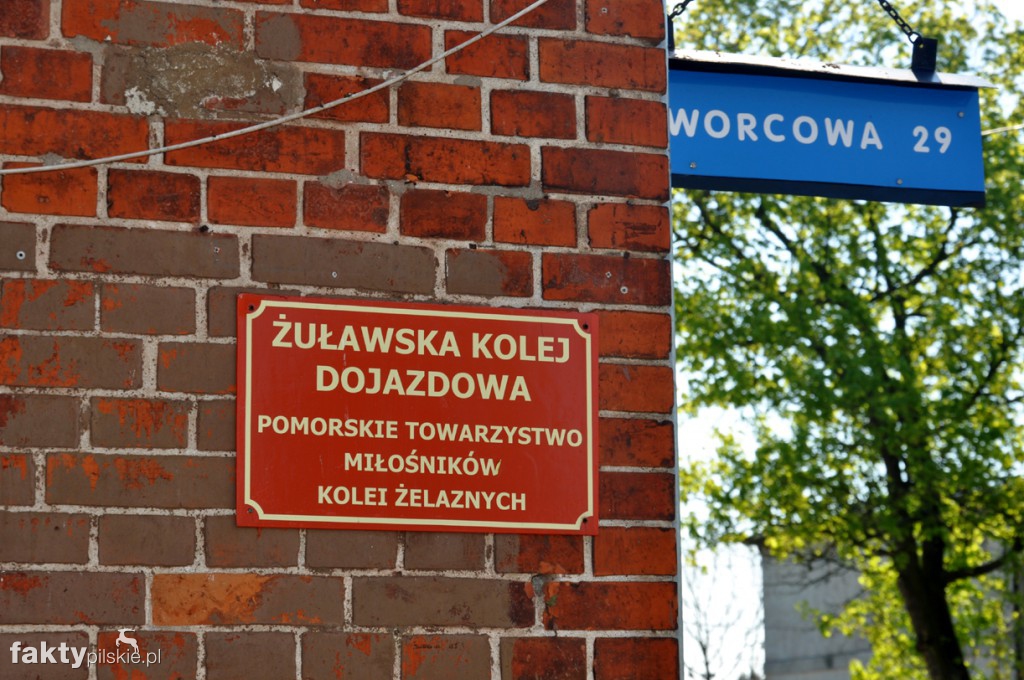 WORCOWA 29
ŻUŁAWSKA KOLEJ
DOJAZDOWA
POMORSKIE TOWARZYSTWO
MIŁOŚNIKÓW
KOLEI ŻELAZNYCH
faktypilskie.pl